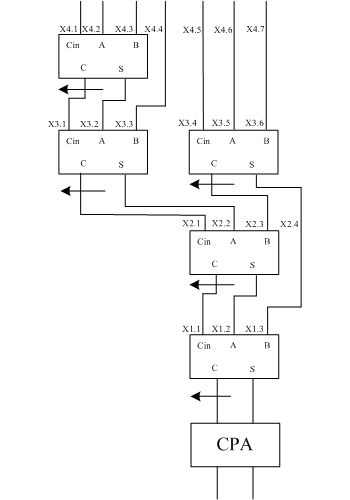 X4.1 X4.2 X4.3 X4.4 X4.5 X4.6 X4.7
Cin A B
C S
X3.1 X3.2 X3.3 X3.4 X3.5 X3.6
Cin A B Cin A B
C S C S
X2.1 X2.2 X2.3 X2.4
Cin A B
C S
X1.1 X1.2 X1.3
Cin A B
C S
CPA